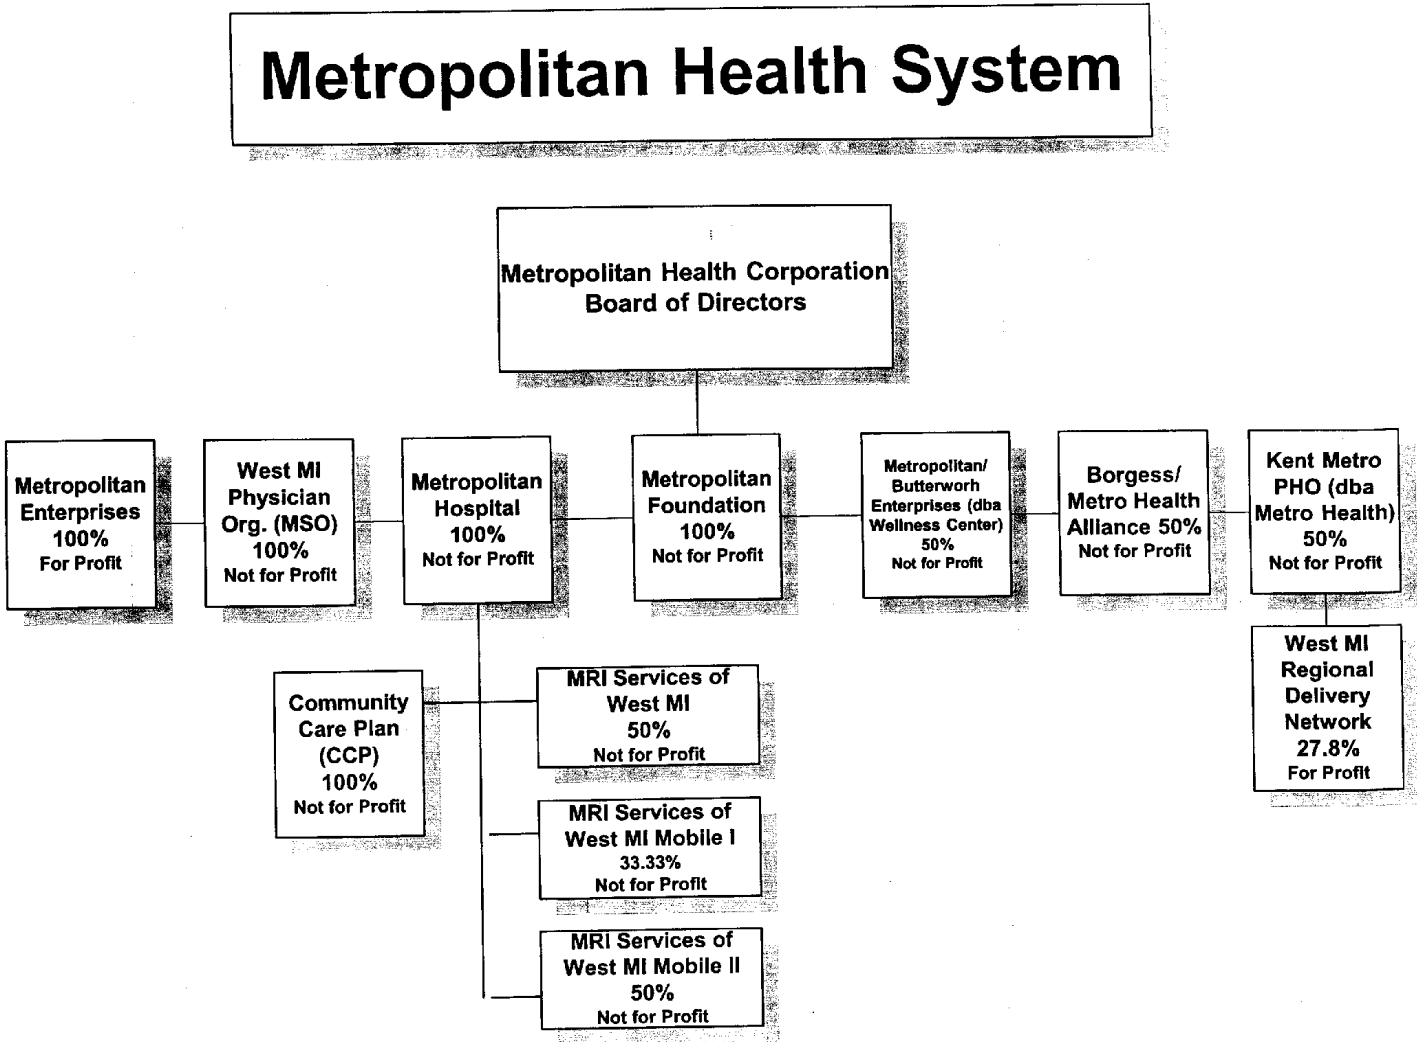 Metropolitan Health System
Metropolitan Health Corporation
Board of Directors
Metropolitan
Enterprises
100%
For Profit
West MI
Physician
Org. (MSO)
100%
Not for Profit
Metropolitan
Hospital
100%
Not for Profit
Metropolitan
Foundation
100%
Not for Profit
Metropolitan/
Butterworh
Enterprises (dba
Wellness Center)
50%
Not for Profit
Borgess/
Metro Health
Alliance 50%
Not for Profit
Kent Metro
PHO (dba
Metro Health)
50%
Not for Profit
Community
Care Plan
(CCP)
100%
Not for Profit
MRI Services of
West MI
50%
Not for Profit
MRI Services of
West MI Mobile I
33.33%
Not for Profit
MRI Services of
West MI Mobile II
50%
Not for Profit
West MI
Regional
Delivery
Network
27.8%
For Profit